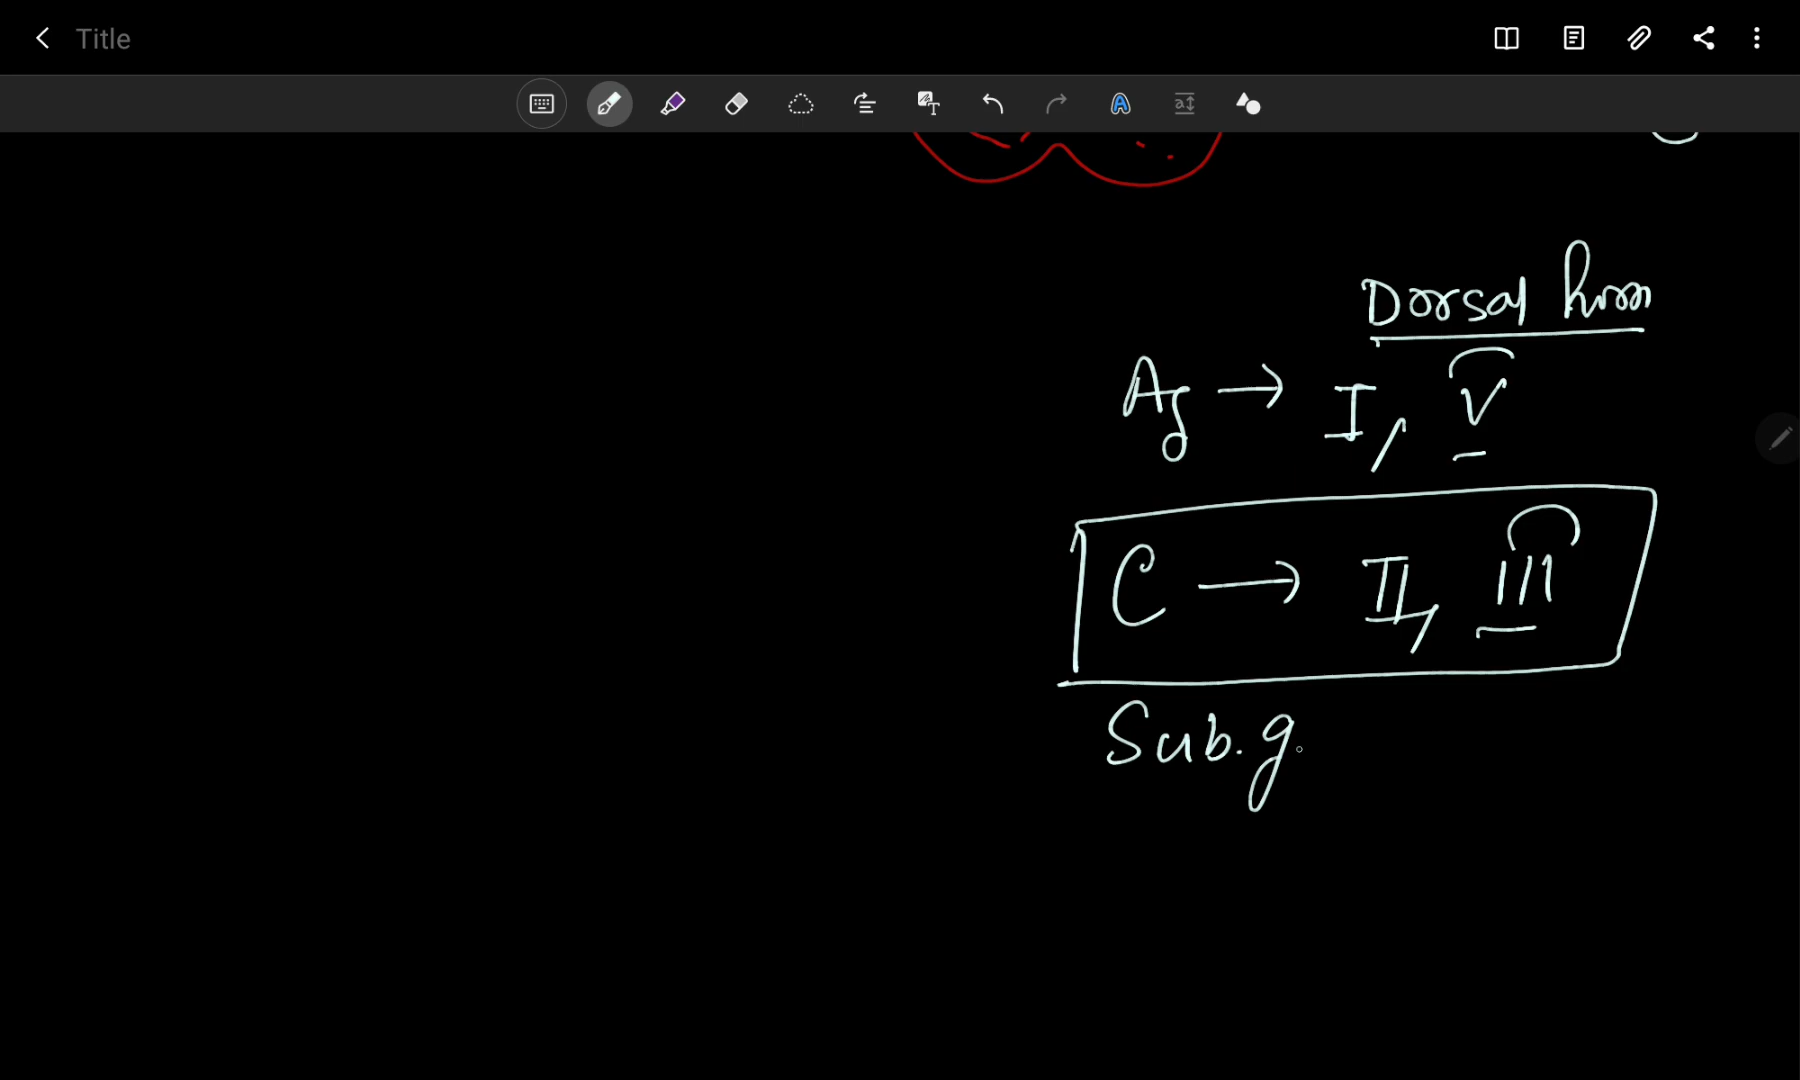 Title
Dorsal horn
Aδ → I, V
C → II, III
Sub. g.